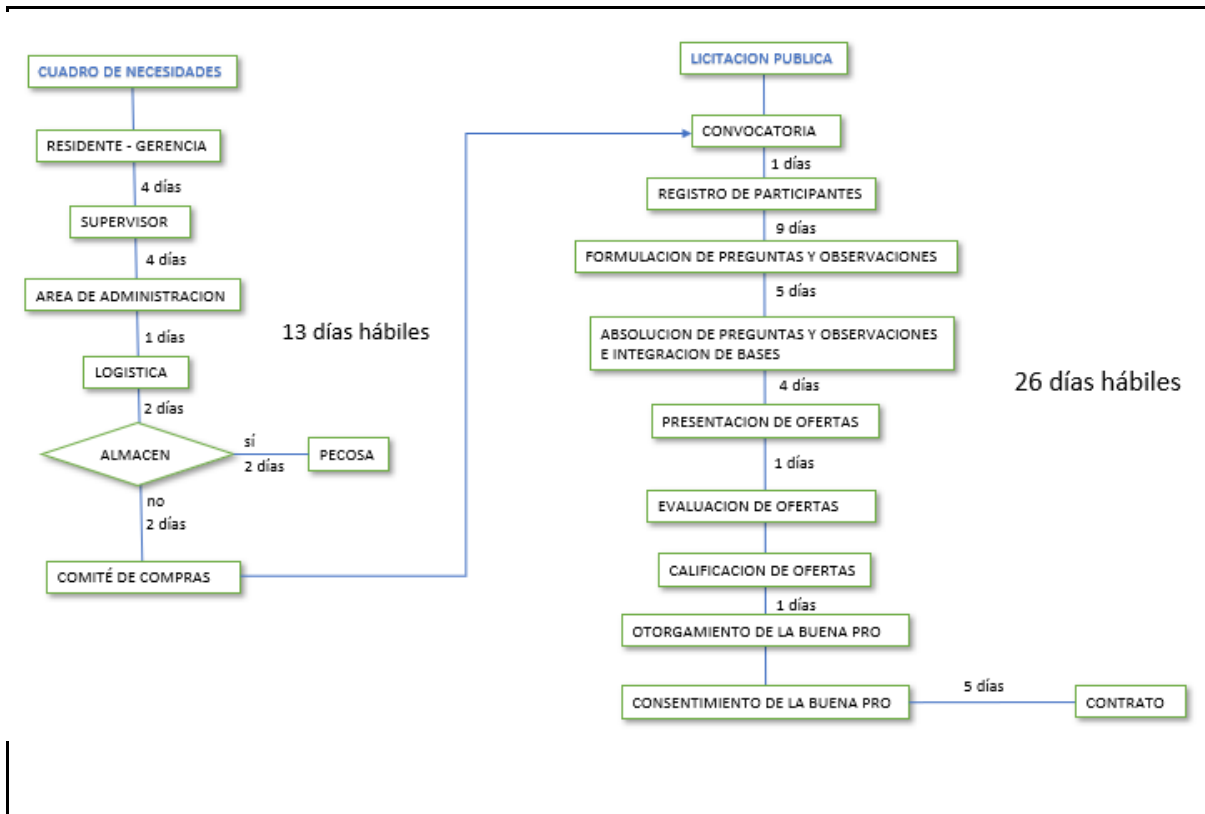 CUADRO DE NECESIDADES
RESIDENTE - GERENCIA
4 días
SUPERVISOR
4 días
AREA DE ADMINISTRACION
1 días
LOGISTICA
2 días
ALMACEN
sí
2 días
PECOSA
no
2 días
COMITÉ DE COMPRAS
13 días hábiles
LICITACION PUBLICA
CONVOCATORIA
1 días
REGISTRO DE PARTICIPANTES
9 días
FORMULACION DE PREGUNTAS Y OBSERVACIONES
5 días
ABSOLUCION DE PREGUNTAS Y OBSERVACIONES
E INTEGRACION DE BASES
4 días
PRESENTACION DE OFERTAS
1 días
EVALUACION DE OFERTAS
CALIFICACION DE OFERTAS
1 días
OTORGAMIENTO DE LA BUENA PRO
CONSENTIMIENTO DE LA BUENA PRO
5 días
CONTRATO
26 días hábiles